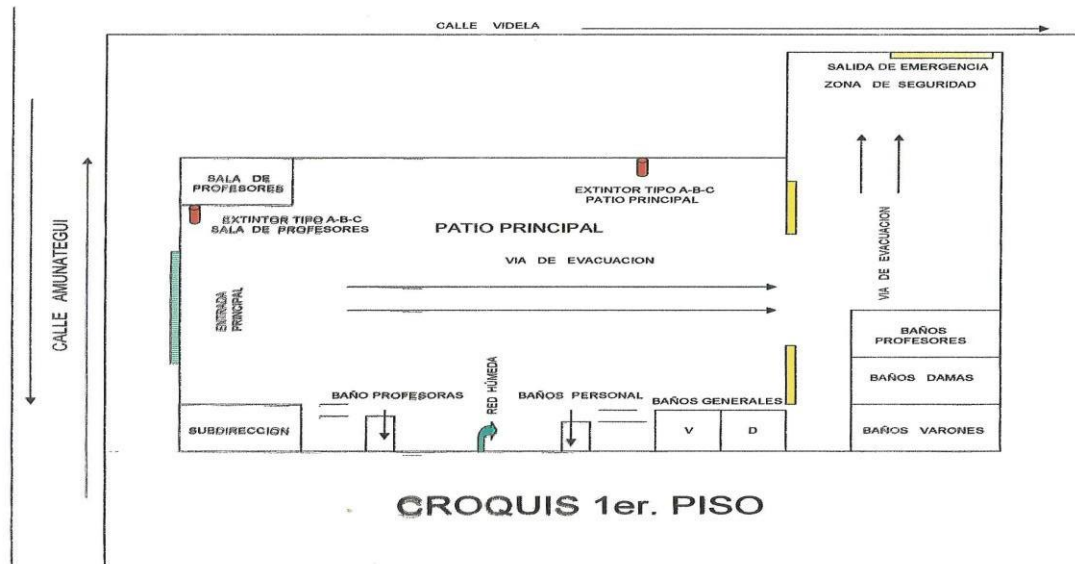 CALLE VIDELA
SALIDA DE EMERGENCIA
ZONA DE SEGURIDAD
CALLE AMUNATEGUI
SALA DE
PROFESORES
EXTINTOR TIPO A-B-C
SALA DE PROFESORES
EXTINTOR TIPO A-B-C
PATIO PRINCIPAL
PATIO PRINCIPAL
VIA DE EVACUACION
VIA DE EVACUACION
ENTRADA
PRINCIPAL
BAÑOS
PROFESORES
BAÑOS DAMAS
BAÑOS VARONES
BAÑO PROFESORAS
RED HÚMEDA
BAÑOS PERSONAL
BAÑOS GENERALES
V
D
SUBDIRECCION
CROQUIS 1er. PISO